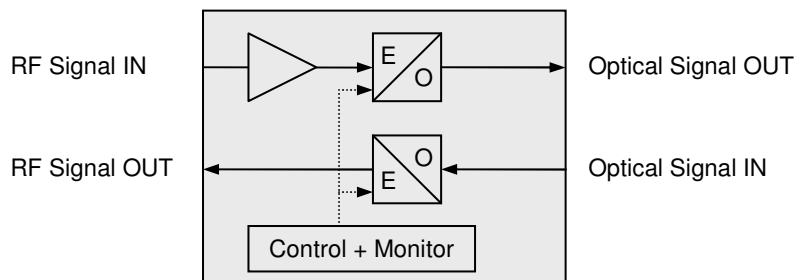 RF Signal IN
E
O
Optical Signal OUT
RF Signal OUT
O
E
Optical Signal IN
Control + Monitor